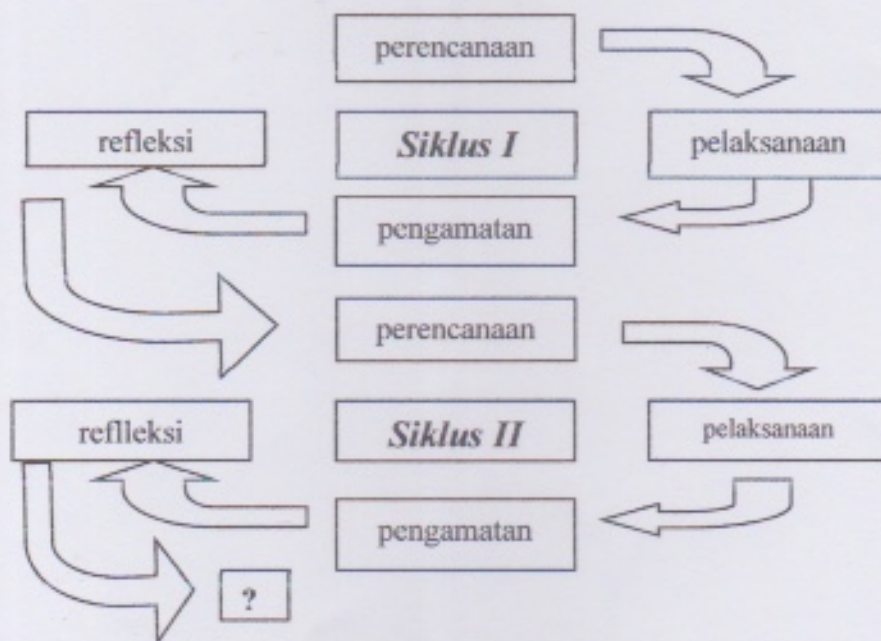 perencanaan
refleksi
Siklus I
pelaksanaan
pengamatan
perencanaan
reflleksi
Siklus II
pelaksanaan
pengamatan
?